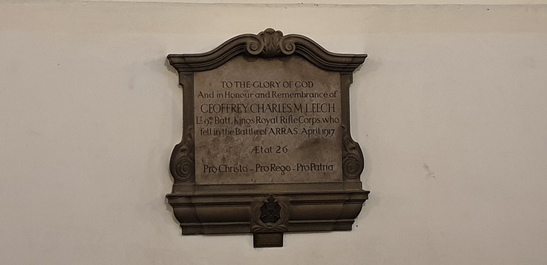 TO THE GLORY OF GOD
And in Honour and Remembrance of
GEOFFREY CHARLES M. LEECH
Lt 9th Batt. Kings Royal Rifle Corps who
fell in the Battle of ARRAS April 1917
Ætat 26
Pro Christo - Pro Rege - Pro Patria